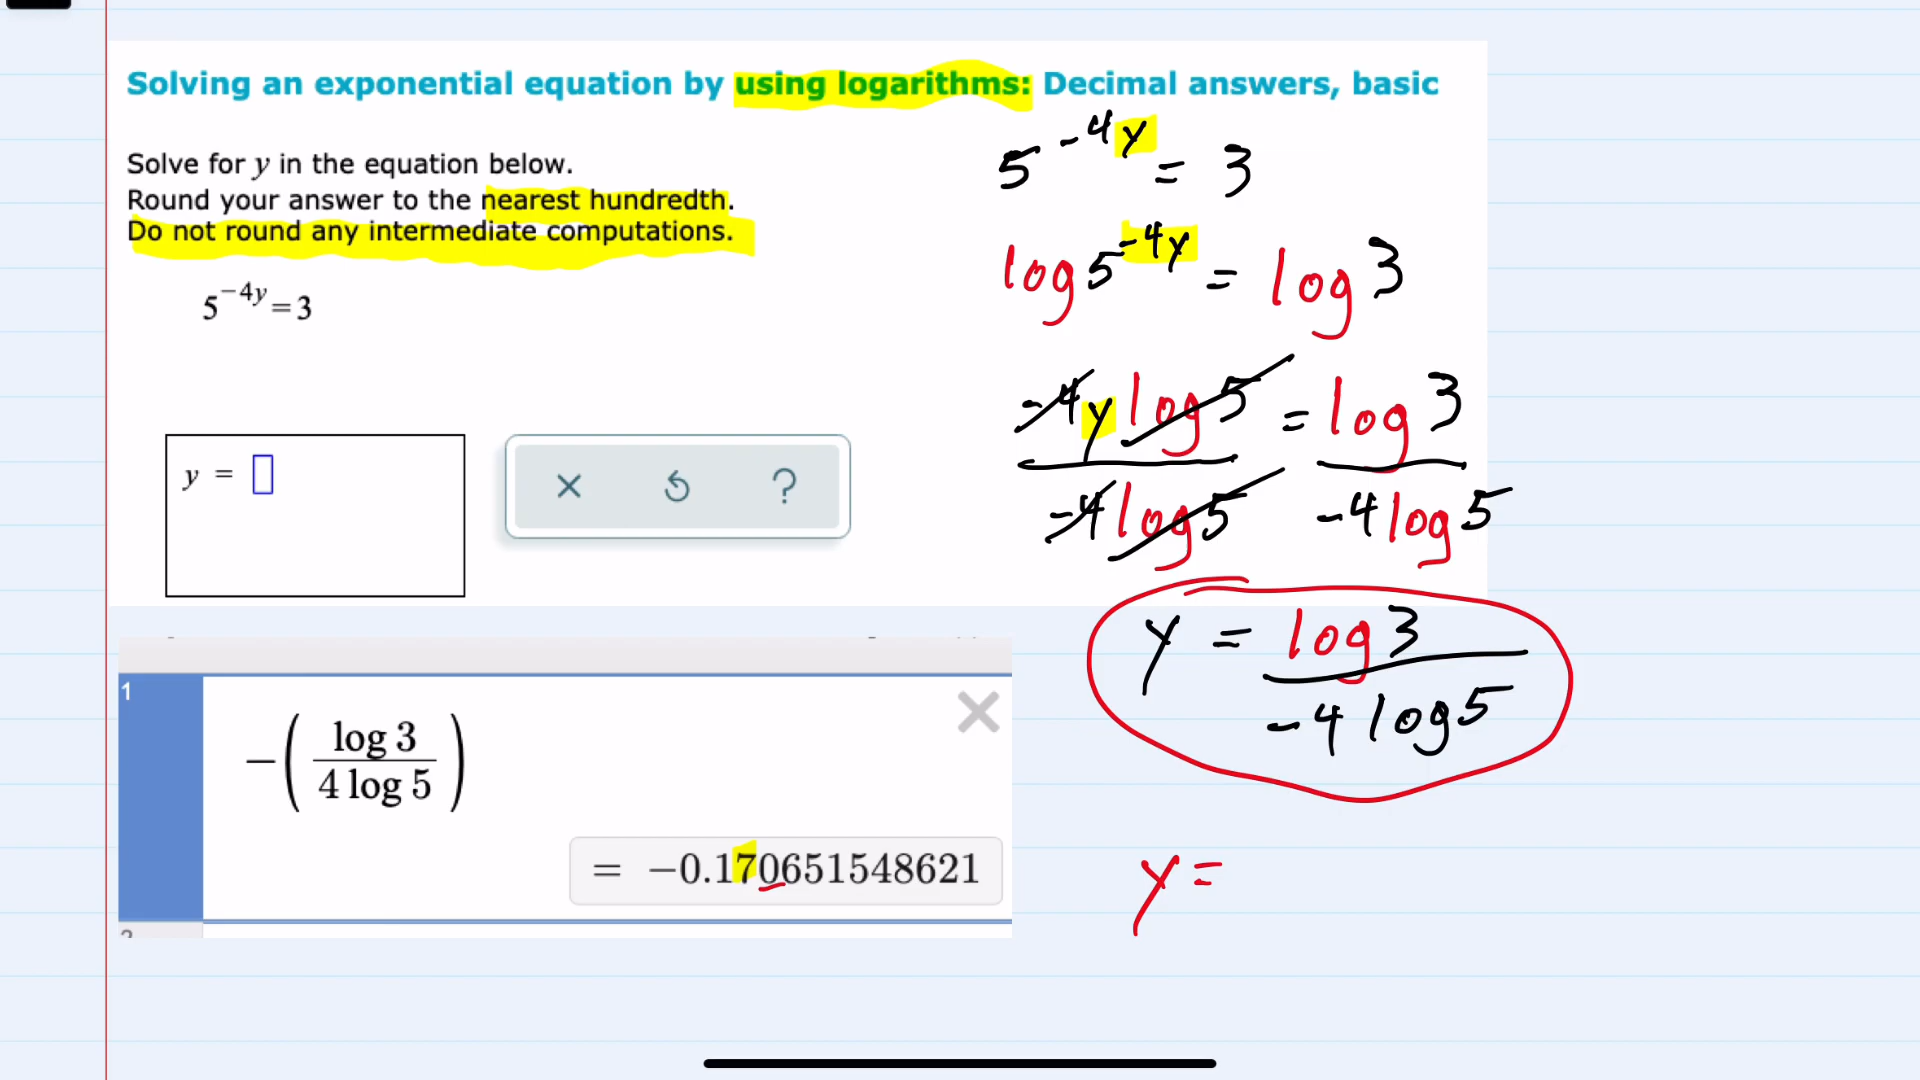 Solving an exponential equation by using logarithms: Decimal answers, basic
Solve for y in the equation below.
Round your answer to the nearest hundredth.
Do not round any intermediate computations.
5^{-4y} = 3
y =
× ?
5^{-4y} = 3
log 5^{-4y} = log 3
-4y log 5 = log 3
-4 log 5   -4 log 5
y = log 3
-4 log 5
y =
1
-(log 3 / 4 log 5)
= -0.170651548621